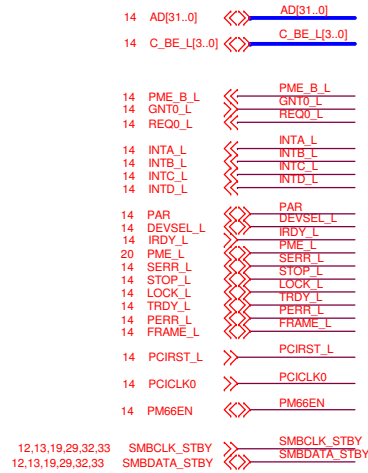 14 AD[31..0] AD[31..0]
14 C_BE_L[3..0] C_BE_L[3..0]
14 PME_B_L PME_B_L
14 GNT0_L GNT0_L
14 REQ0_L REQ0_L
14 INTA_L INTA_L
14 INTB_L INTB_L
14 INTC_L INTC_L
14 INTD_L INTD_L
14 PAR PAR
14 DEVSEL_L DEVSEL_L
14 IRDY_L IRDY_L
20 PME_L PME_L
14 SERR_L SERR_L
14 STOP_L STOP_L
14 LOCK_L LOCK_L
14 TRDY_L TRDY_L
14 PERR_L PERR_L
14 FRAME_L FRAME_L
14 PCIRST_L PCIRST_L
14 PCICLK0 PCICLK0
14 PM66EN PM66EN
12,13,19,29,32,33 SMBCLK_STBY SMBCLK_STBY
12,13,19,29,32,33 SMBDATA_STBY SMBDATA_STBY